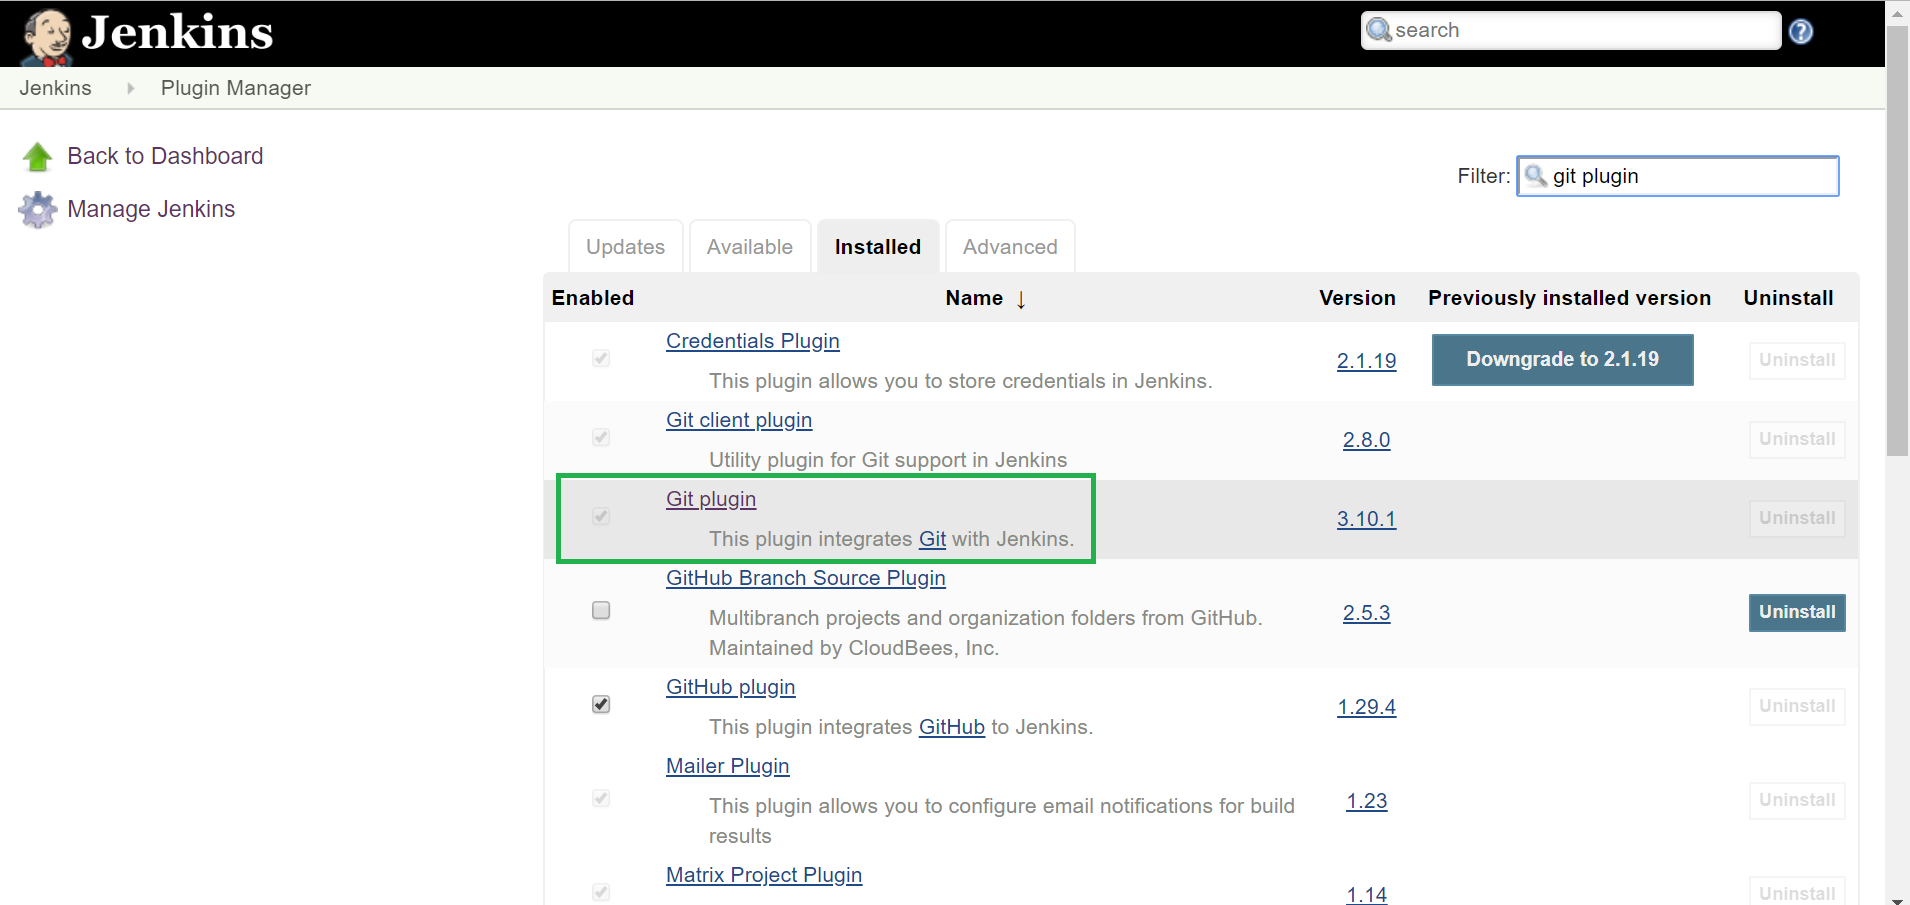 Jenkins
search
Jenkins Plugin Manager
Back to Dashboard
Manage Jenkins
Filter: git plugin
Updates Available Installed Advanced
Enabled Name ↓ Version Previously installed version Uninstall
Credentials Plugin
This plugin allows you to store credentials in Jenkins.
2.1.19 Downgrade to 2.1.19 Uninstall
Git client plugin
Utility plugin for Git support in Jenkins
2.8.0 Uninstall
Git plugin
This plugin integrates Git with Jenkins.
3.10.1 Uninstall
GitHub Branch Source Plugin
Multibranch projects and organization folders from GitHub.
Maintained by CloudBees, Inc.
2.5.3 Uninstall
GitHub plugin
This plugin integrates GitHub to Jenkins.
1.29.4 Uninstall
Mailer Plugin
This plugin allows you to configure email notifications for build
results
1.23 Uninstall
Matrix Project Plugin
1.14 Uninstall